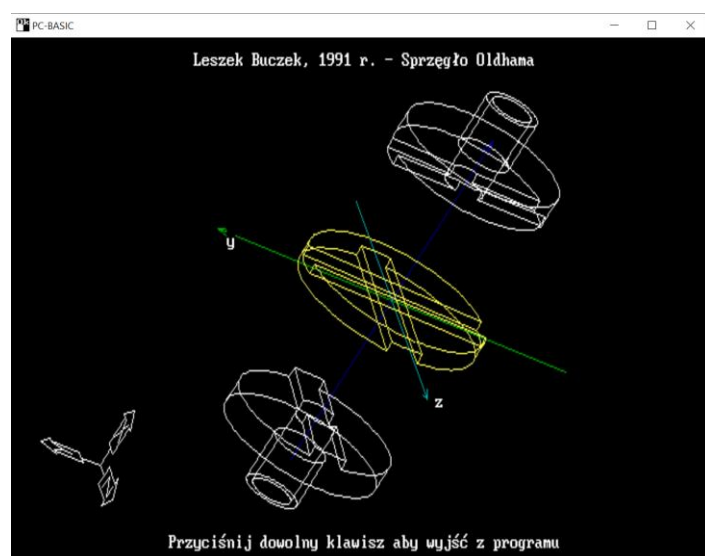 PC-BASIC
Leszek Buczek, 1991 r. - Sprzęgło Oldhama
y
z
Przyciśnij dowolny klawisz aby wyjść z programu